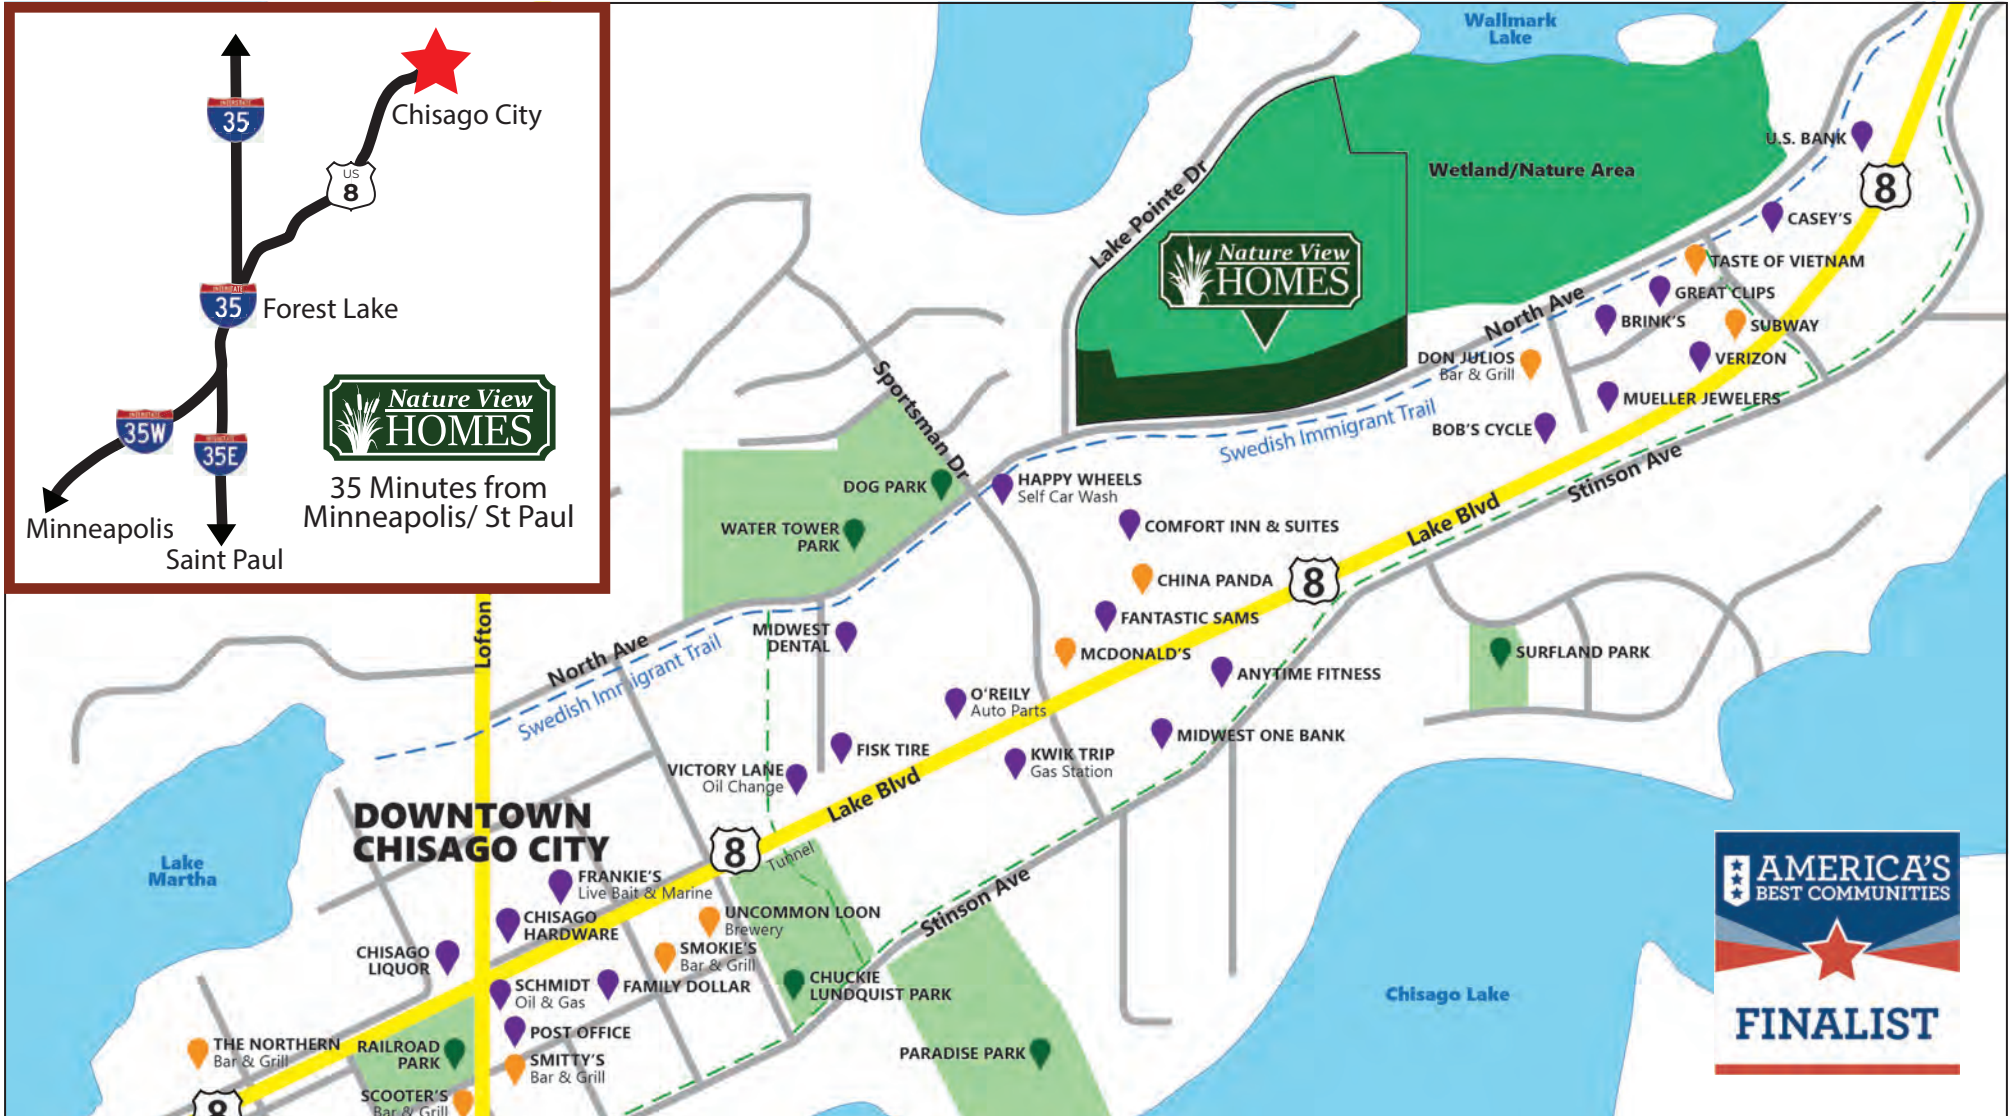 INTERSTATE
35
Chisago City
US
8
INTERSTATE
35
Forest Lake
INTERSTATE
35W
INTERSTATE
35E
Minneapolis
Saint Paul
Nature View
HOMES
35 Minutes from
Minneapolis/ St Paul
Wallmark
Lake
Wetland/Nature Area
U.S. BANK
8
Lake Pointe Dr
Nature View
HOMES
CASEY'S
TASTE OF VIETNAM
GREAT CLIPS
BRINK'S
SUBWAY
North Ave
VERIZON
DON JULIOS
Bar & Grill
MUELLER JEWELERS
BOB'S CYCLE
Swedish Immigrant Trail
Sportsman Dr
DOG PARK
WATER TOWER
PARK
HAPPY WHEELS
Self Car Wash
COMFORT INN & SUITES
Lake Blvd
Stinson Ave
CHINA PANDA
8
FANTASTIC SAMS
MCDONALD'S
ANYTIME FITNESS
SURFLAND PARK
Lofton
North Ave
Swedish Immigrant Trail
MIDWEST
DENTAL
O'REILY
Auto Parts
FISK TIRE
MIDWEST ONE BANK
KWIK TRIP
Gas Station
VICTORY LANE
Oil Change
Lake Blvd
DOWNTOWN
CHISAGO CITY
8
Tunnel
Lake
Martha
FRANKIE'S
Live Bait & Marine
CHISAGO
HARDWARE
UNCOMMON LOON
Brewery
Stinson Ave
CHISAGO
LIQUOR
SMOKIE'S
Bar & Grill
SCHMIDT
Oil & Gas
FAMILY DOLLAR
CHUCKIE
LUNDQUIST PARK
POST OFFICE
THE NORTHERN
Bar & Grill
RAILROAD
PARK
SMITTY'S
Bar & Grill
PARADISE PARK
SCOOTER'S
Bar & Grill
8
Chisago Lake
AMERICA'S
BEST COMMUNITIES
FINALIST